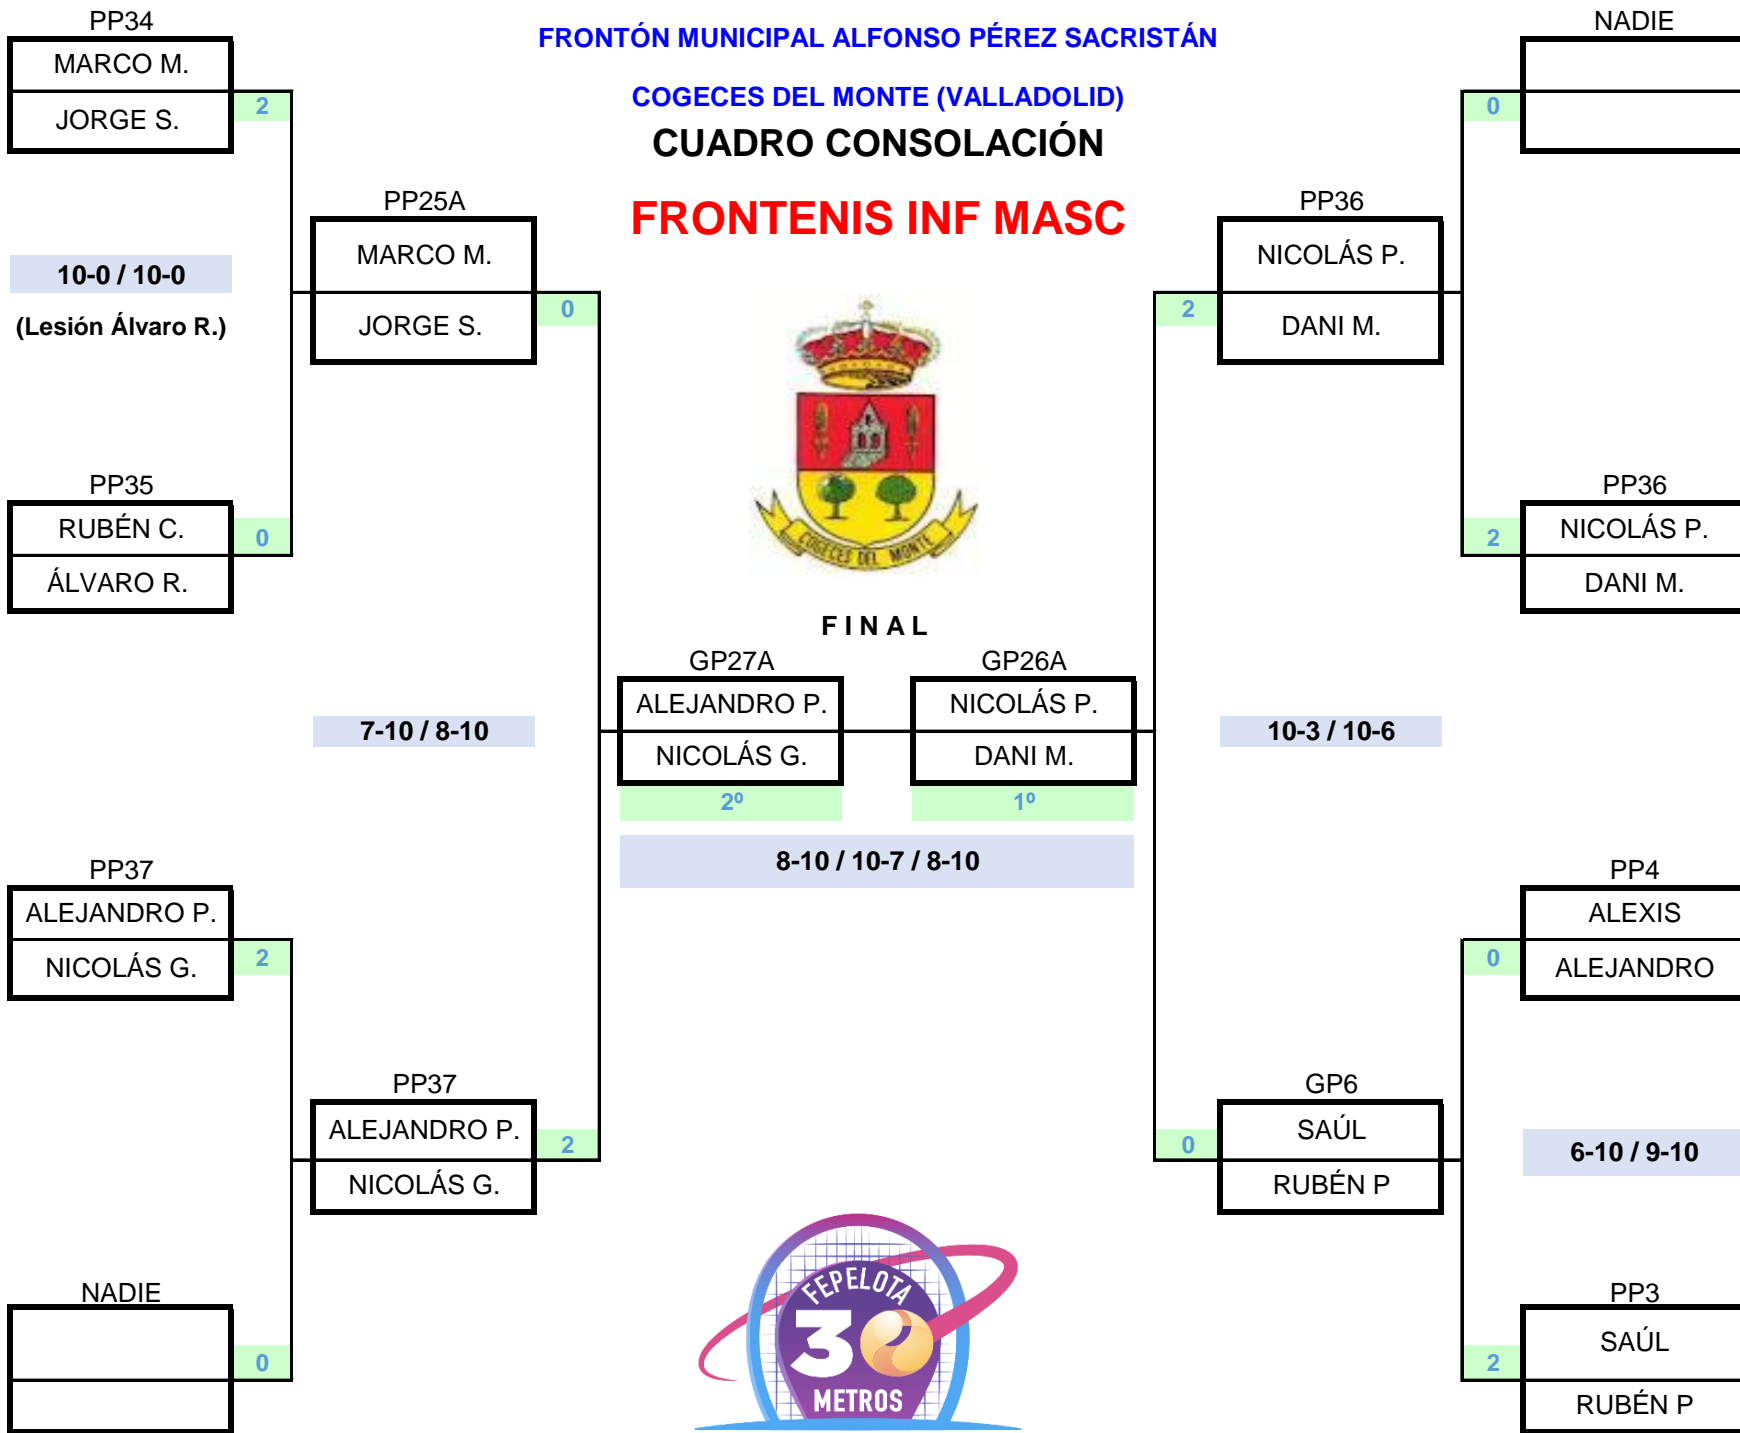 PP34
MARCO M.
JORGE S.
2
FRONTÓN MUNICIPAL ALFONSO PÉREZ SACRISTÁN
COGECES DEL MONTE (VALLADOLID)
CUADRO CONSOLACIÓN
FRONTENIS INF MASC
NADIE
0
PP25A
MARCO M.
JORGE S.
0
10-0 / 10-0
(Lesión Álvaro R.)
PP36
NICOLÁS P.
DANI M.
2
COGECES DEL MONTE
PP35
RUBÉN C.
ÁLVARO R.
0
PP36
NICOLÁS P.
DANI M.
2
FINAL
GP27A
ALEJANDRO P.
NICOLÁS G.
2º
GP26A
NICOLÁS P.
DANI M.
1º
7-10 / 8-10
10-3 / 10-6
8-10 / 10-7 / 8-10
PP37
ALEJANDRO P.
NICOLÁS G.
2
PP4
ALEXIS
ALEJANDRO
0
PP37
ALEJANDRO P.
NICOLÁS G.
2
GP6
SAÚL
RUBÉN P
0
6-10 / 9-10
NADIE
0
FEPELOTA
30
METROS
PP3
SAÚL
RUBÉN P
2